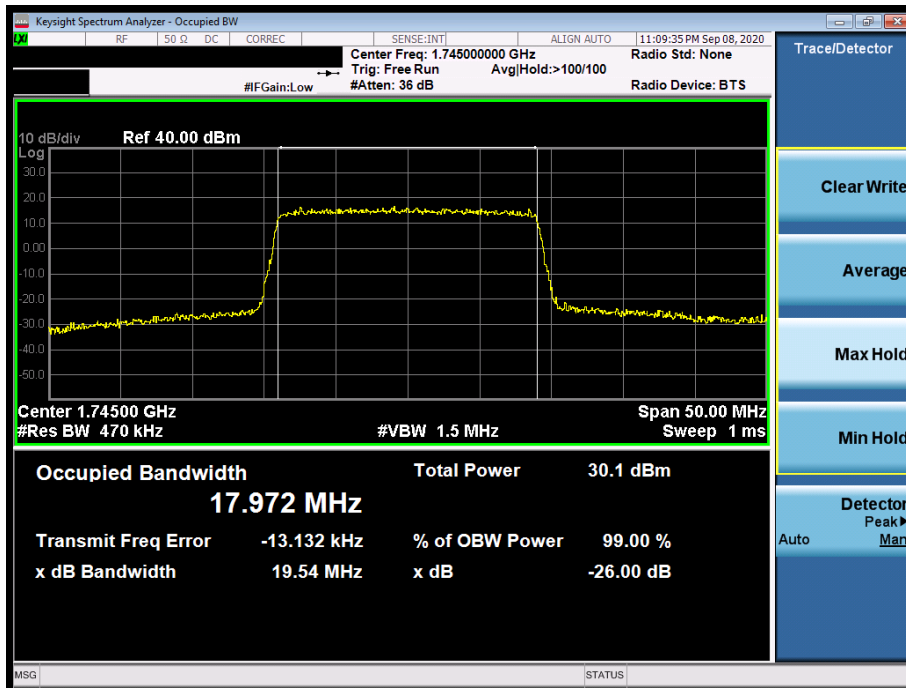 Keysight Spectrum Analyzer - Occupied BW
LXI RF 50 Ω DC CORREC SENSE:INT ALIGN AUTO 11:09:35 PM Sep 08, 2020
Center Freq: 1.745000000 GHz Radio Std: None
Trig: Free Run Avg|Hold:>100/100
#IFGain:Low #Atten: 36 dB Radio Device: BTS
Trace/Detector
10 dB/div Ref 40.00 dBm
Log
30.0
20.0
10.0
0.00
-10.0
-20.0
-30.0
-40.0
-50.0
Center 1.74500 GHz Span 50.00 MHz
#Res BW 470 kHz #VBW 1.5 MHz Sweep 1 ms
Occupied Bandwidth Total Power 30.1 dBm
17.972 MHz
Transmit Freq Error -13.132 kHz % of OBW Power 99.00 %
x dB Bandwidth 19.54 MHz x dB -26.00 dB
Clear Write
Average
Max Hold
Min Hold
Detector
Peak
Auto Man
MSG STATUS